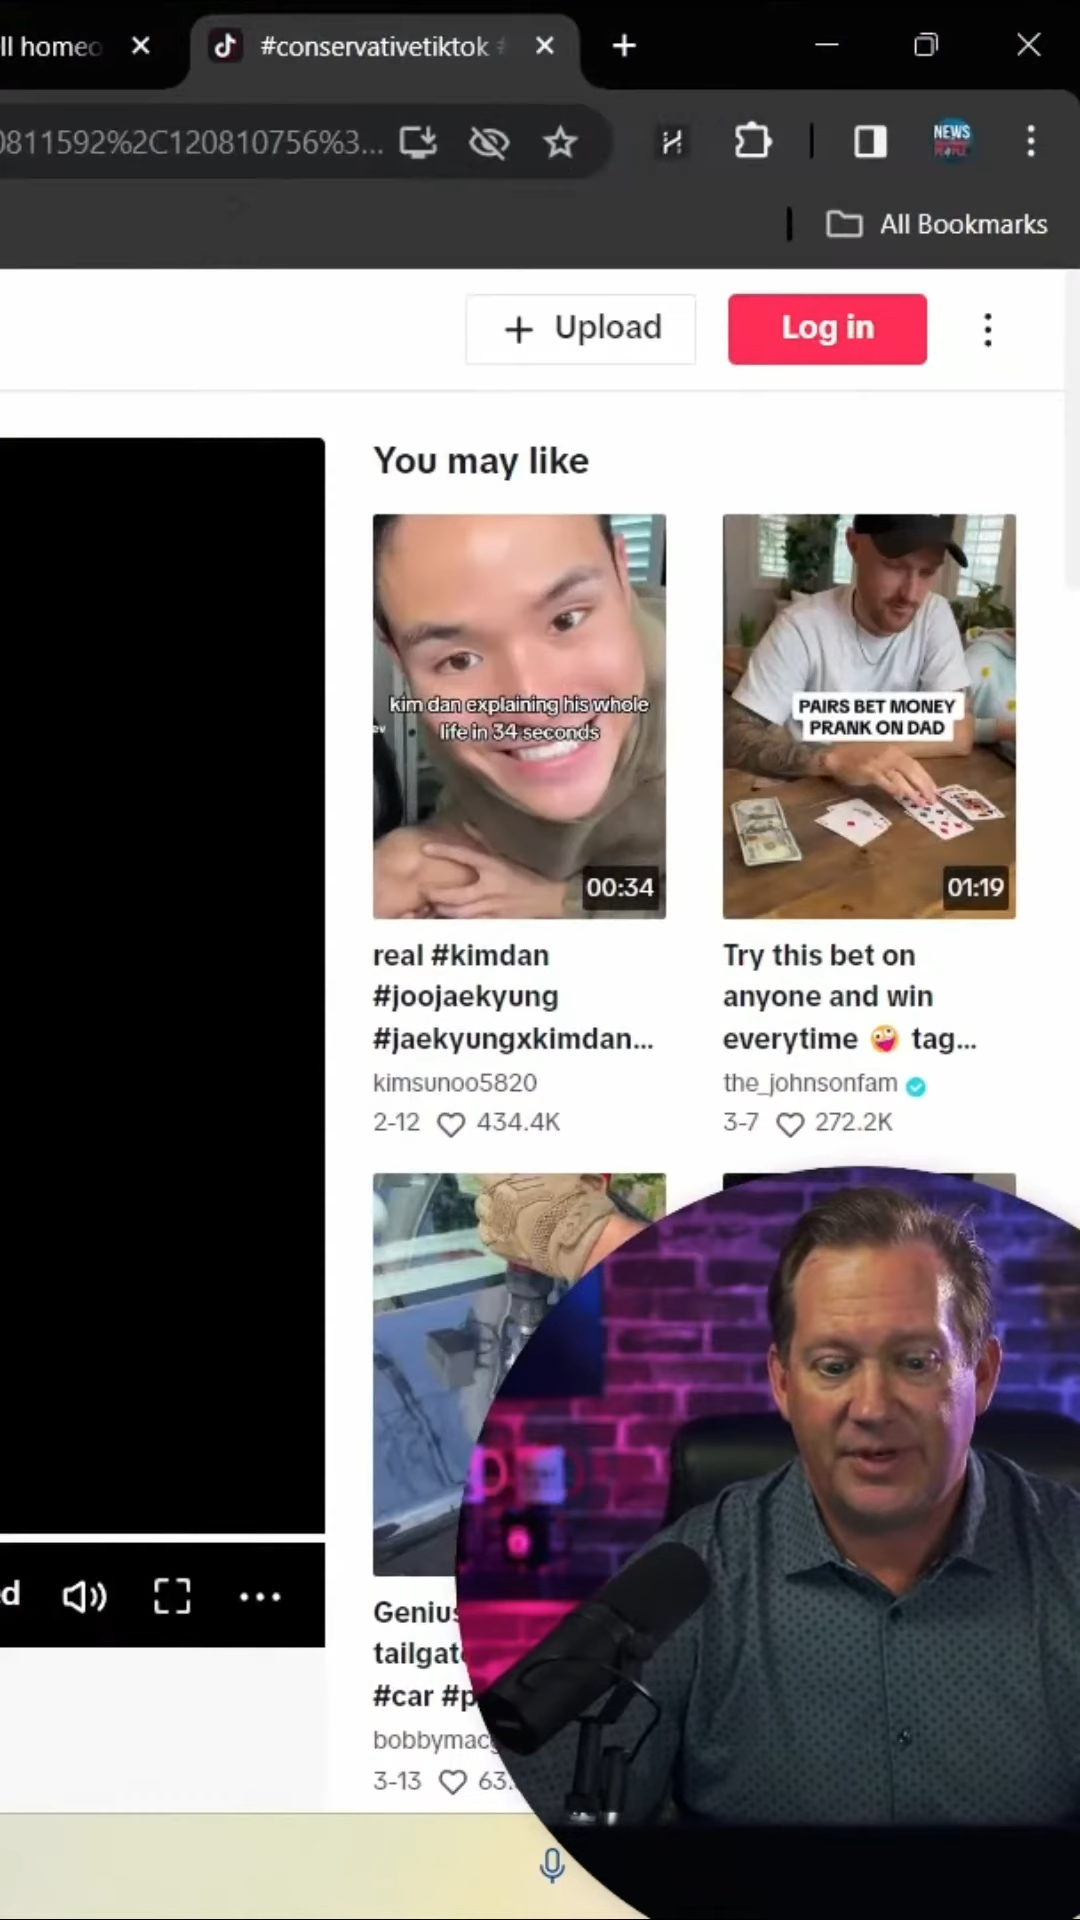 ll homeo
#conservativetiktok
0811592%2C120810756%3...
NEWS
All Bookmarks
Upload
Log in
You may like
kim dan explaining his whole
life in 34 seconds
00:34
PAIRS BET MONEY
PRANK ON DAD
01:19
real #kimdan
#joojaekyung
#jaekyungxkimdan...
kimsunoo5820
2-12 434.4K
Try this bet on
anyone and win
everytime 🤪 tag...
the_johnsonfam
3-7 272.2K
Genius
tailgat
#car #p
bobbymac
3-13 63.
ed